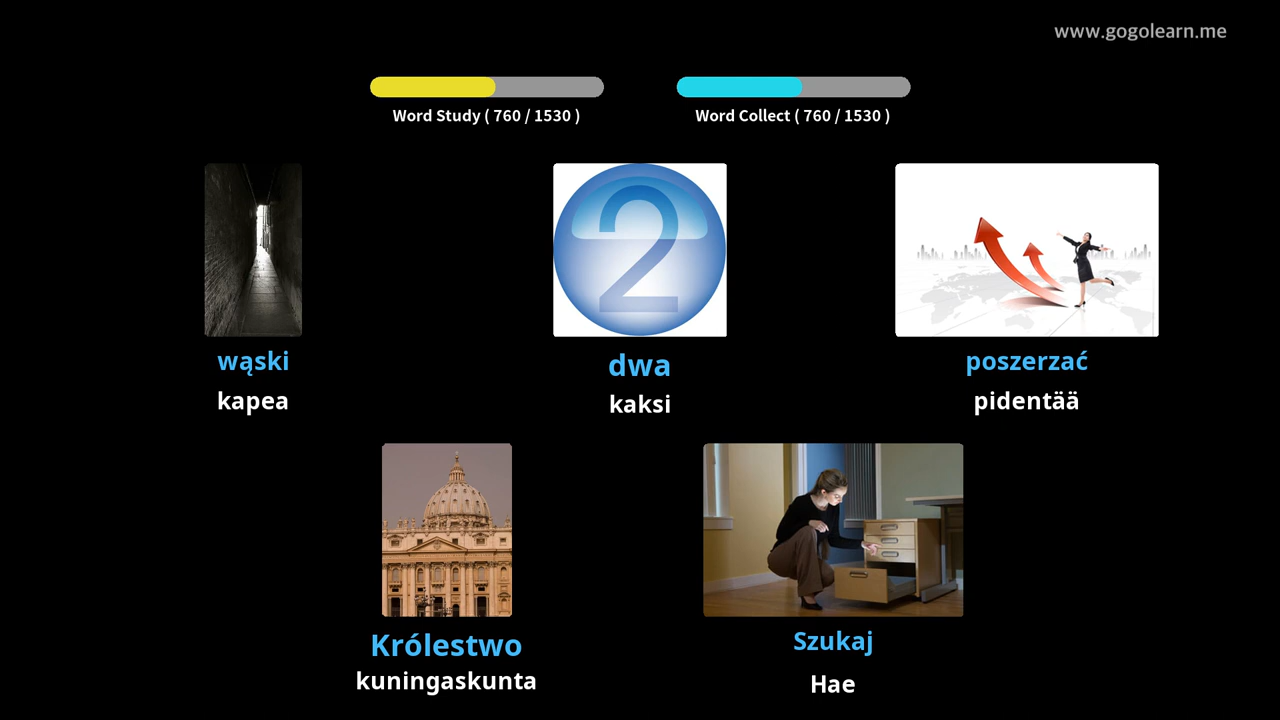 www.gogolearn.me
Word Study ( 760 / 1530 )
Word Collect ( 760 / 1530 )
2
wąski
kapea
dwa
kaksi
poszerzać
pidentää
Królestwo
kuningaskunta
Szukaj
Hae